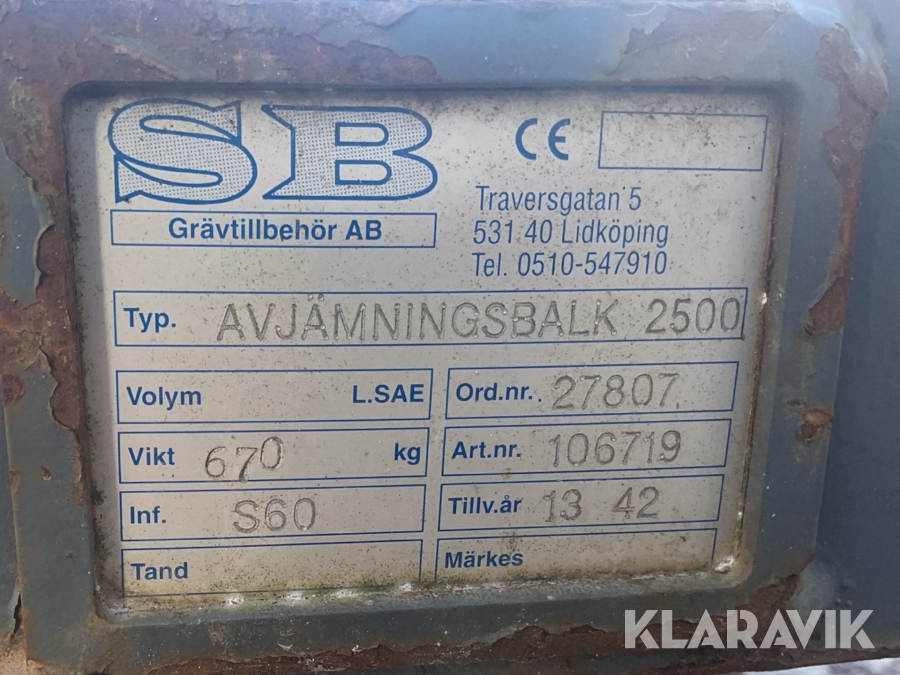 SB
Grävtillbehör AB
CE
Traversgatan 5
531 40 Lidköping
Tel. 0510-547910
Typ. AVJÄMNINGSBALK 2500
Volym L.SAE
Ord.nr. 27807
Vikt 670 kg
Art.nr. 106719
Inf. S60
Tillv.år 13 42
Tand
Märkes
KLARAVIK